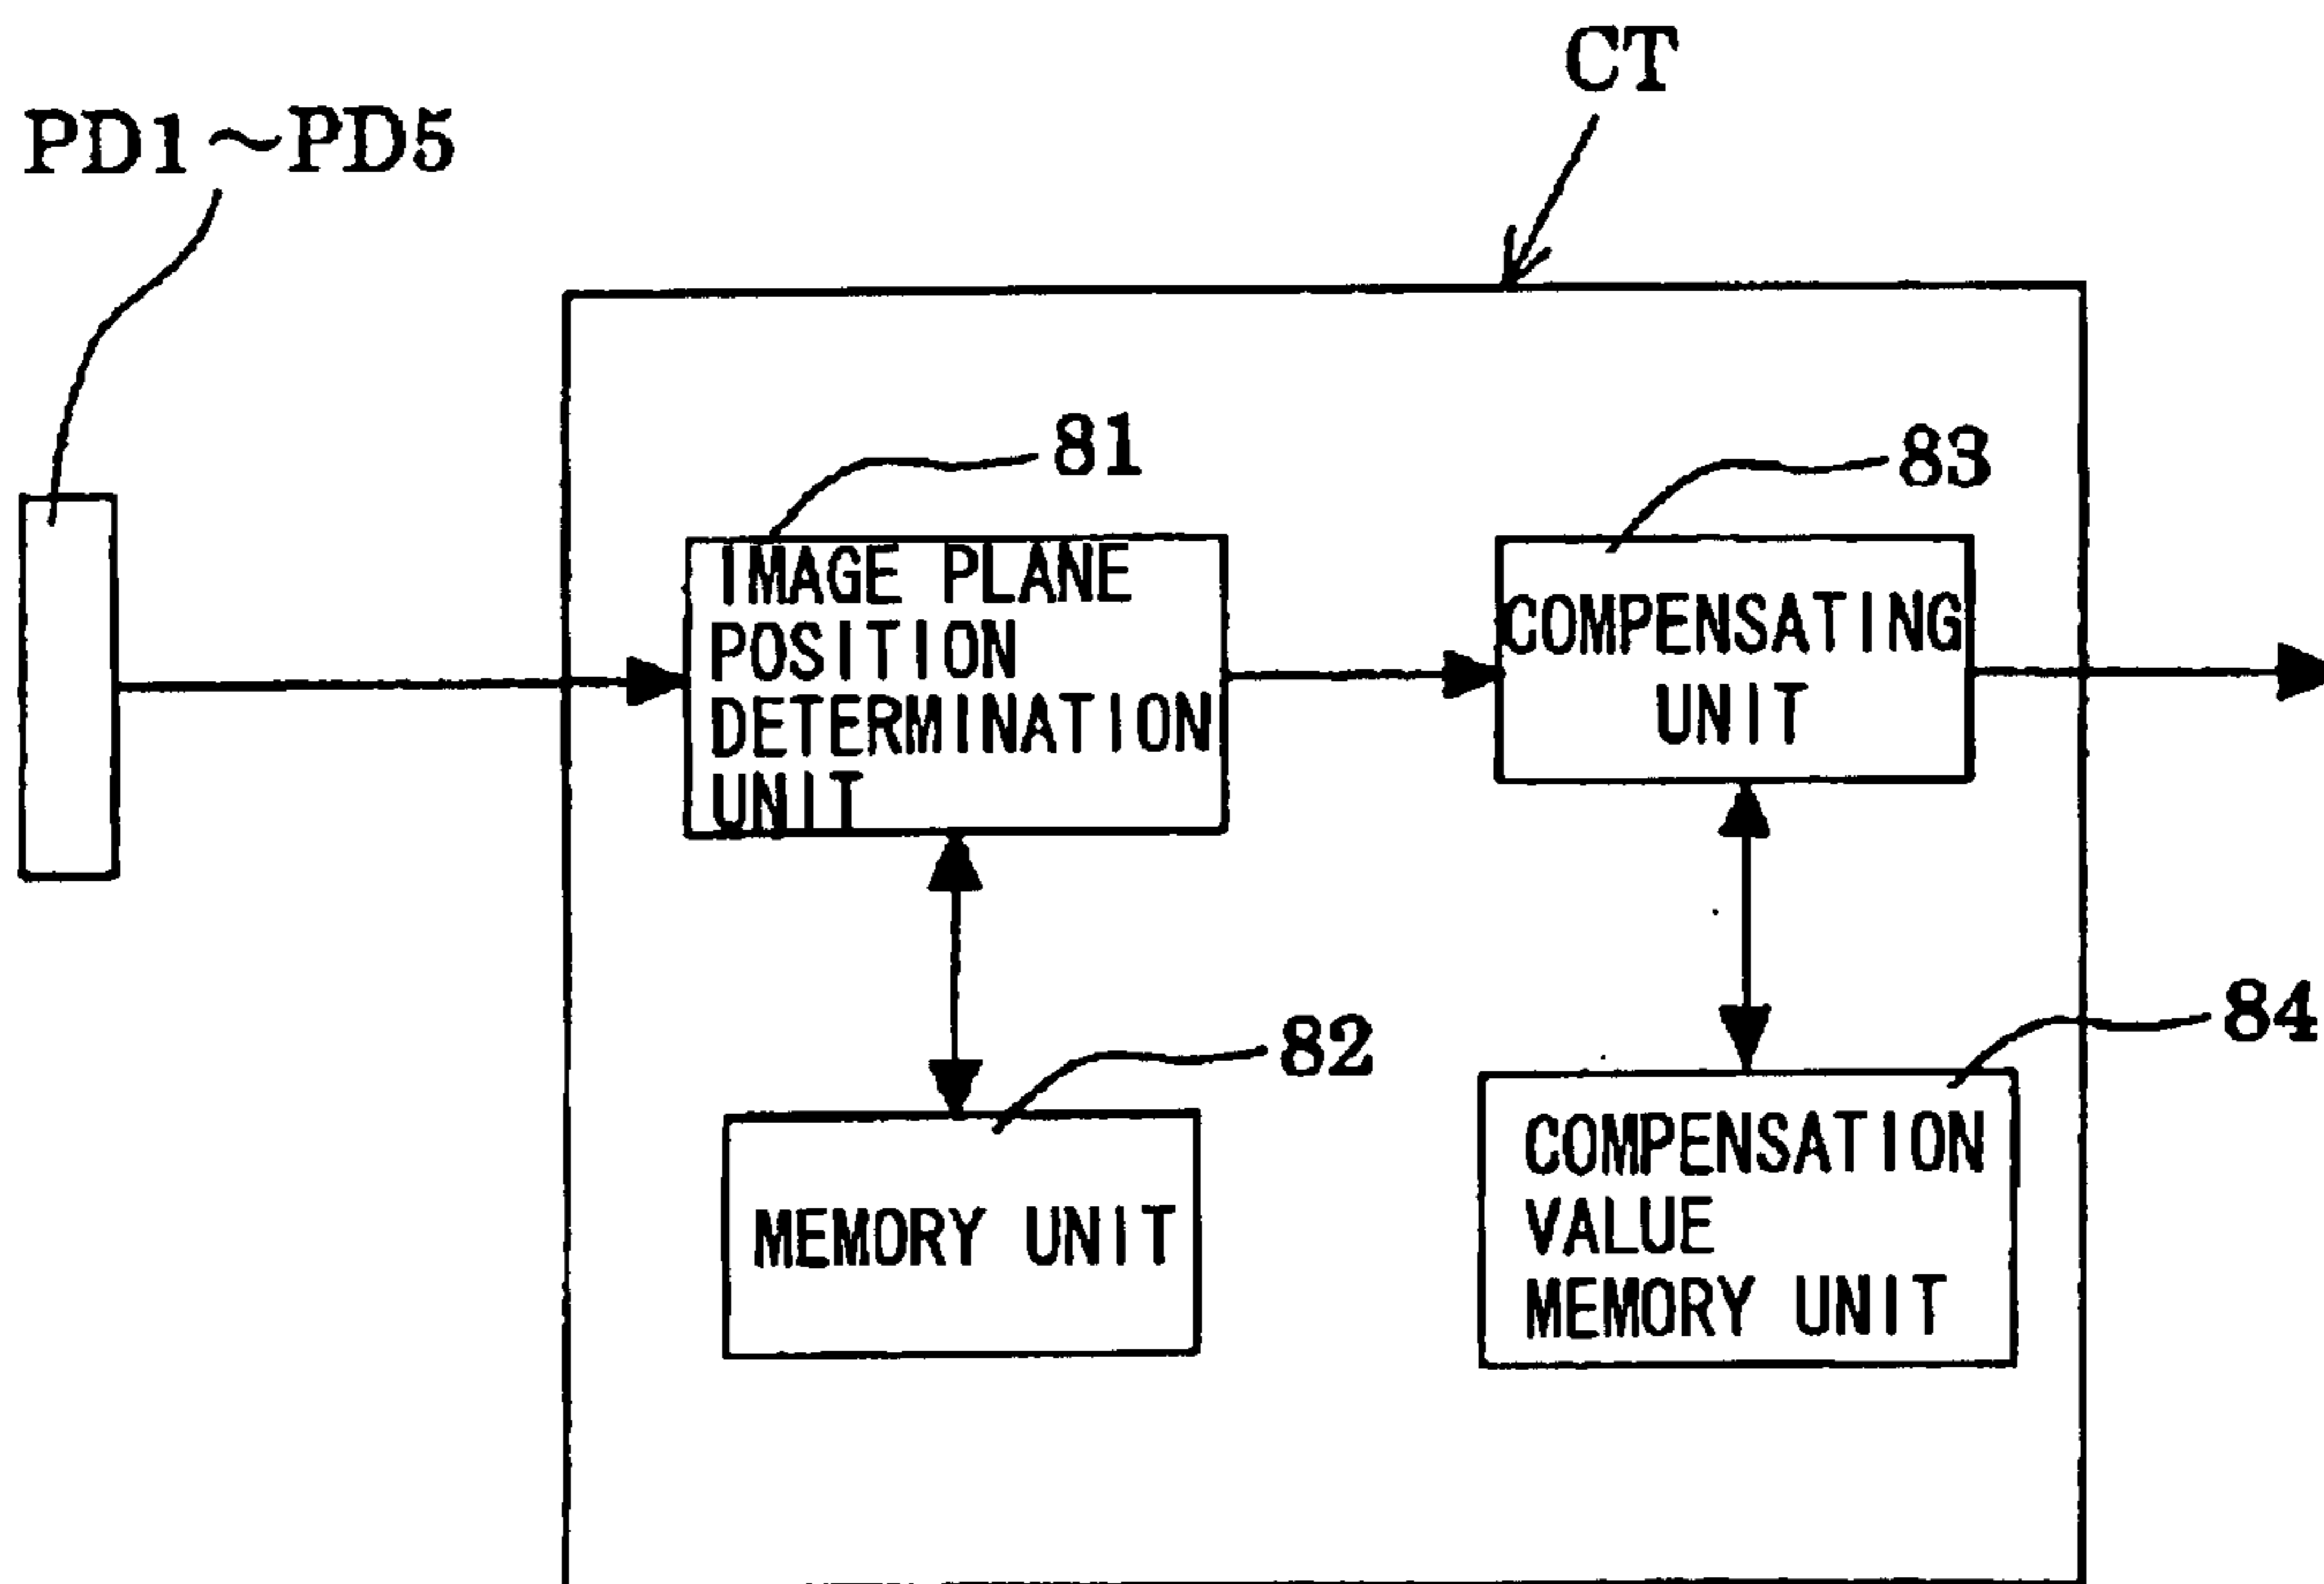 CT
PD1~PD5
81
83
IMAGE PLANE
POSITION
DETERMINATION
UNIT
COMPENSATING
UNIT
82
84
MEMORY UNIT
COMPENSATION
VALUE
MEMORY UNIT